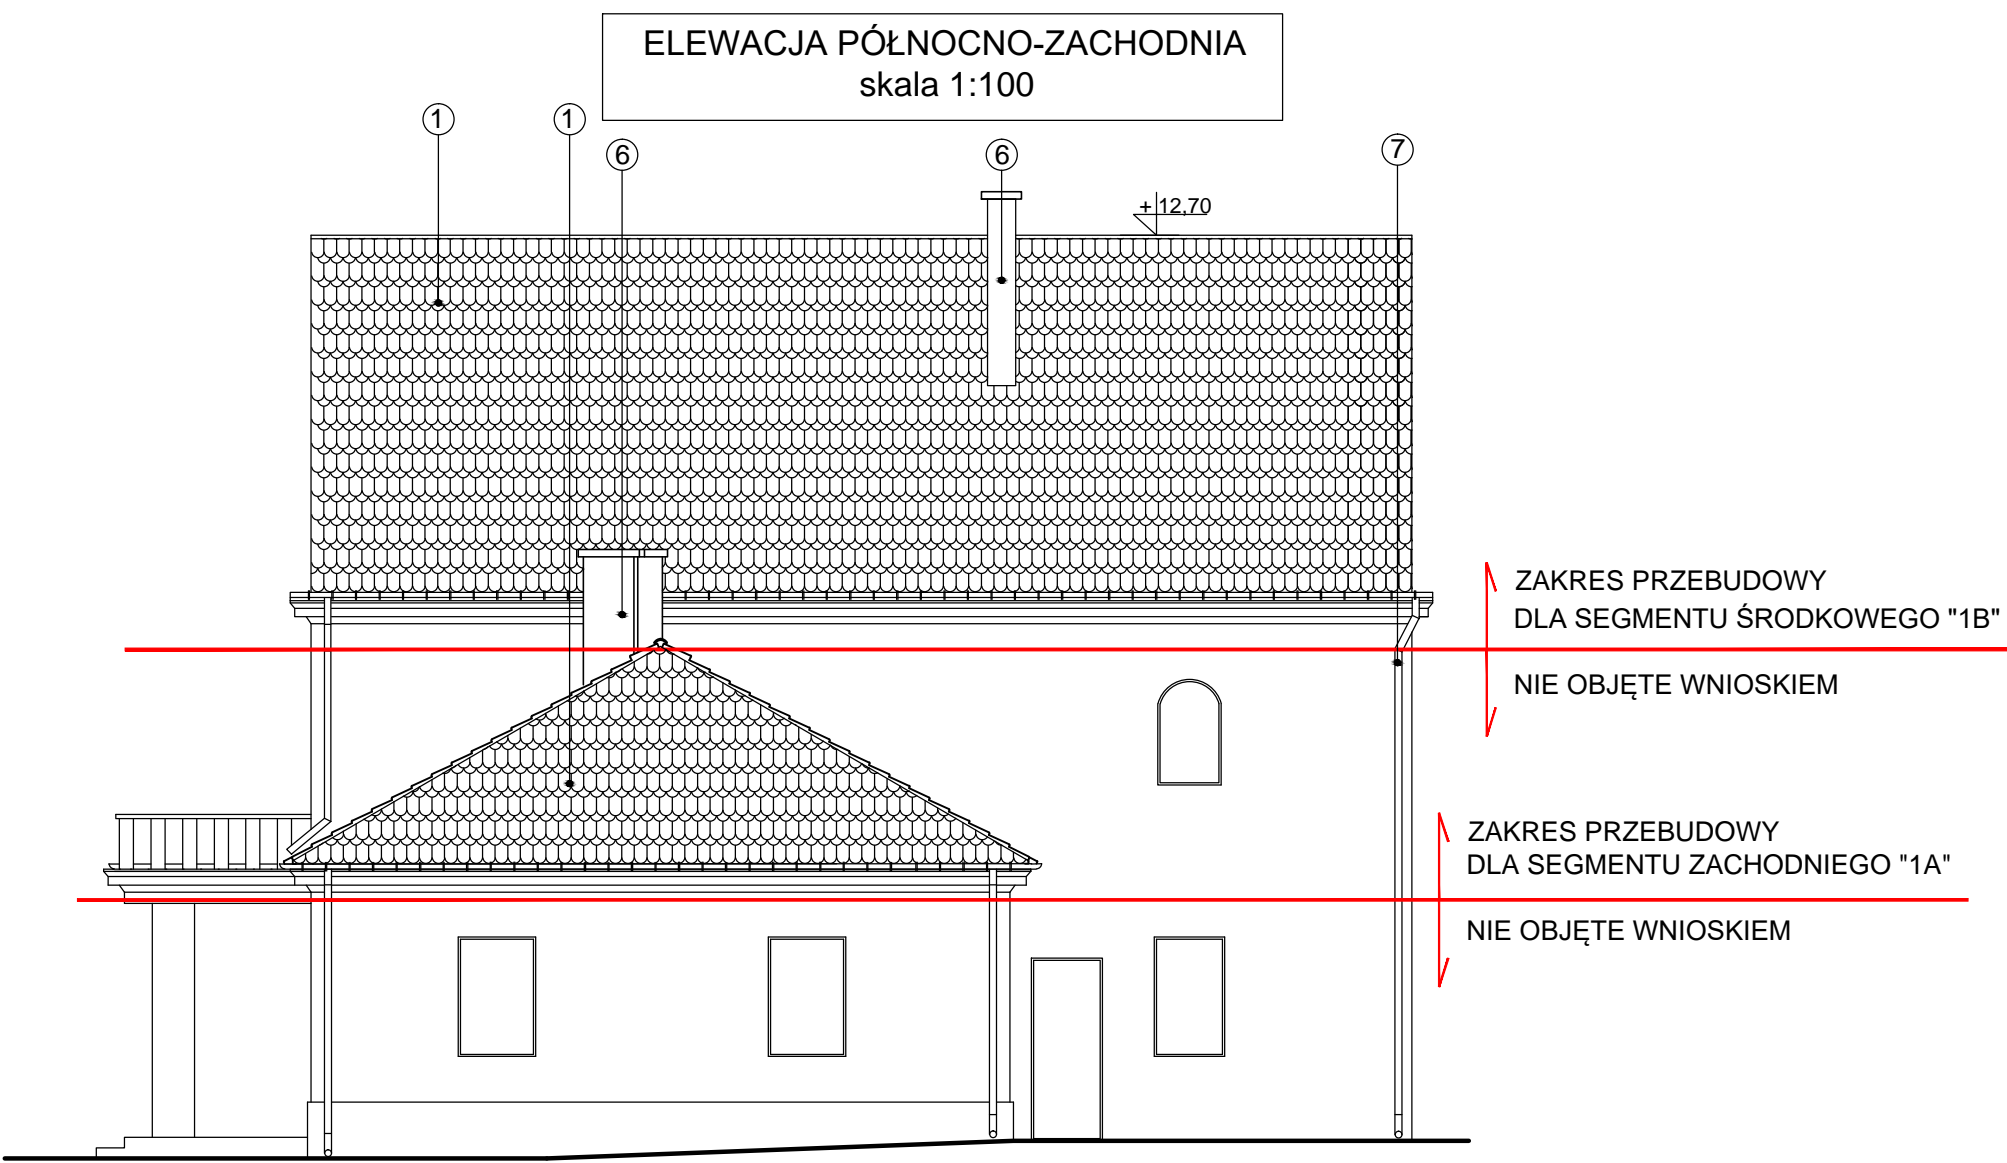 ELEWACJA PÓŁNOCNO-ZACHODNIA
skala 1:100
1
1
6
6
7
+ 12,70
ZAKRES PRZEBUDOWY
DLA SEGMENTU ŚRODKOWEGO "1B"
NIE OBJĘTE WNIOSKIEM
ZAKRES PRZEBUDOWY
DLA SEGMENTU ZACHODNIEGO "1A"
NIE OBJĘTE WNIOSKIEM